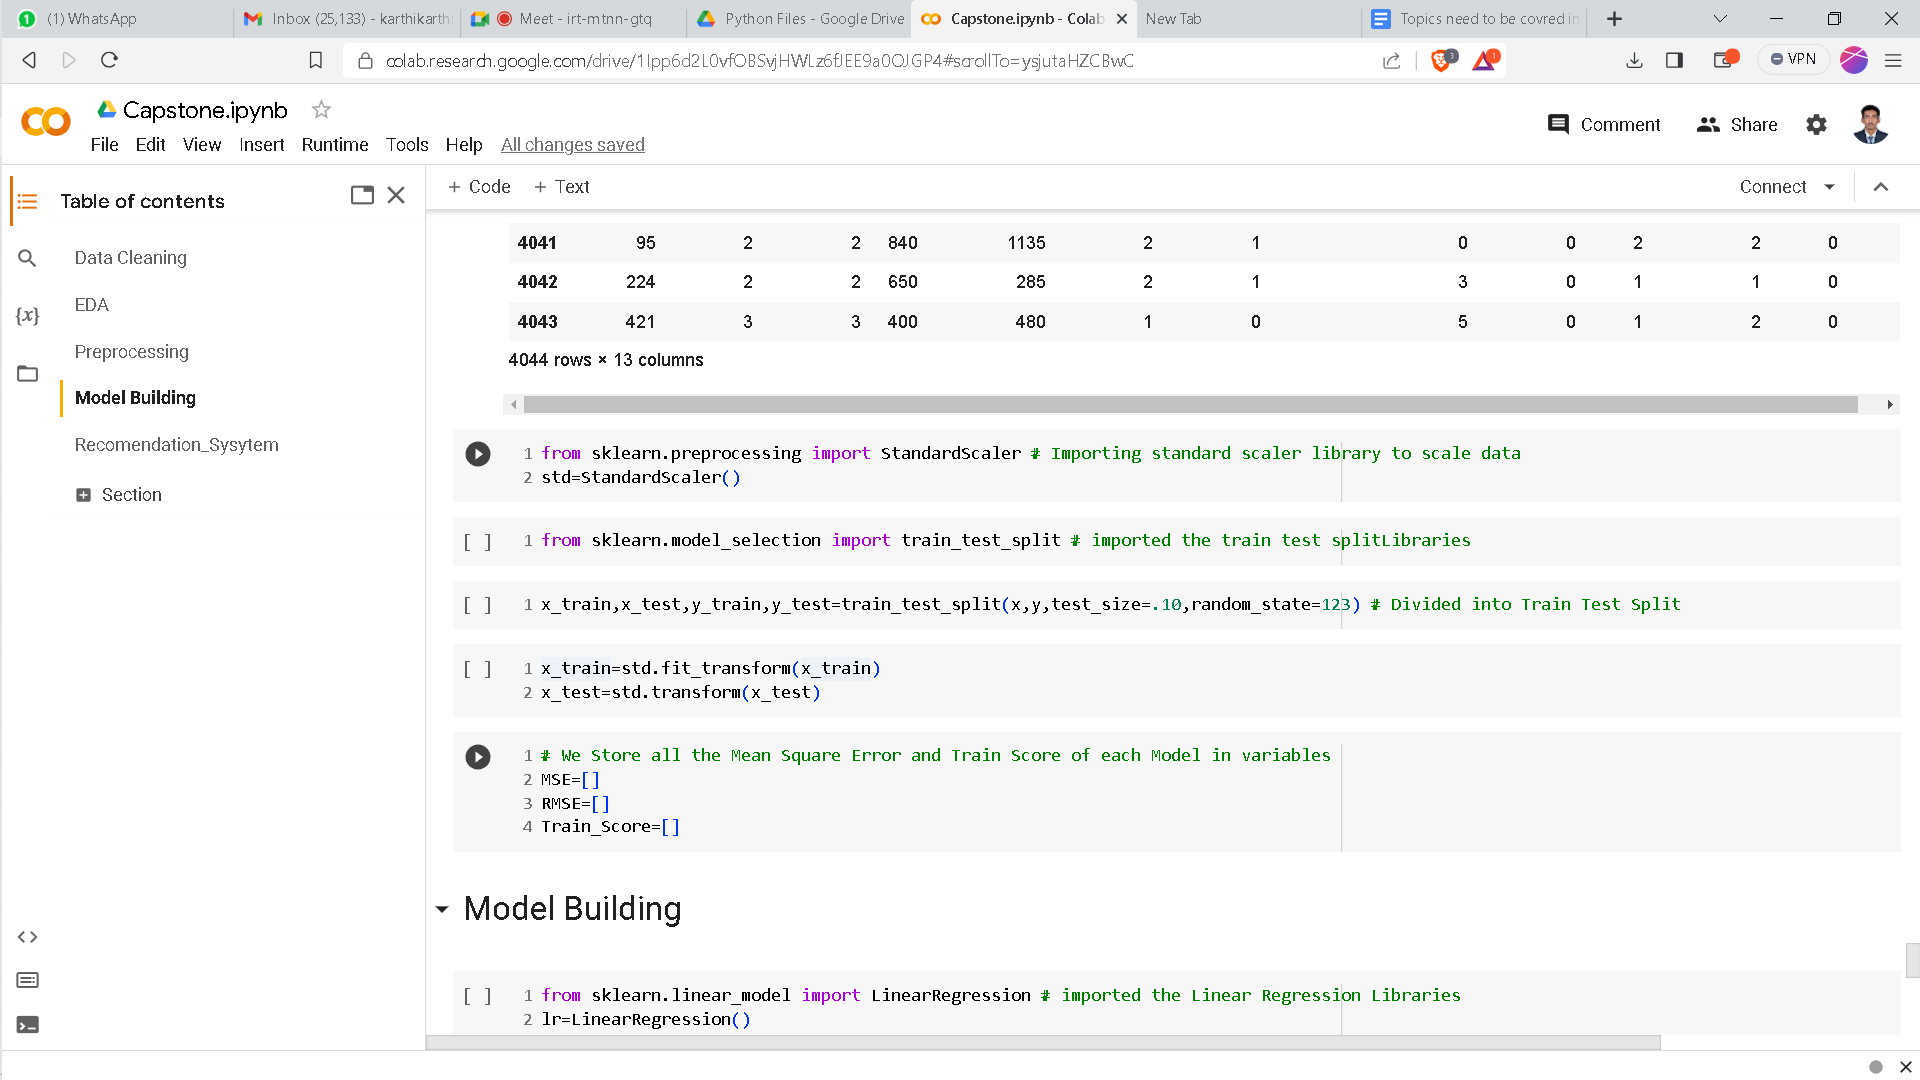 (1) WhatsApp
Inbox (25,133) - karthikarthi
Meet - irt-mtnn-gtq
Python Files - Google Drive
Capstone.ipynb - Colab
New Tab
Topics need to be covred in
colab.research.google.com/drive/1Ipp6d2L0vfOBSvjHWLz6fJEE9a0OJGP4#scrollTo=ysjutaHZCBwC
3
1
VPN
Capstone.ipynb
Comment
Share
File Edit View Insert Runtime Tools Help All changes saved
Table of contents
+ Code + Text
Connect
Data Cleaning
EDA
Preprocessing
Model Building
Recomendation_Sysytem
Section
{x}
4041 95 2 2 840 1135 2 1 0 0 2 2 0
4042 224 2 2 650 285 2 1 3 0 1 1 0
4043 421 3 3 400 480 1 0 5 0 1 2 0
4044 rows × 13 columns
1 from sklearn.preprocessing import StandardScaler # Importing standard scaler library to scale data
2 std=StandardScaler()
[ ] 1 from sklearn.model_selection import train_test_split # imported the train test splitLibraries
[ ] 1 x_train,x_test,y_train,y_test=train_test_split(x,y,test_size=.10,random_state=123) # Divided into Train Test Split
[ ] 1 x_train=std.fit_transform(x_train)
2 x_test=std.transform(x_test)
1 # We Store all the Mean Square Error and Train Score of each Model in variables
2 MSE=[]
3 RMSE=[]
4 Train_Score=[]
Model Building
[ ] 1 from sklearn.linear_model import LinearRegression # imported the Linear Regression Libraries
2 lr=LinearRegression()